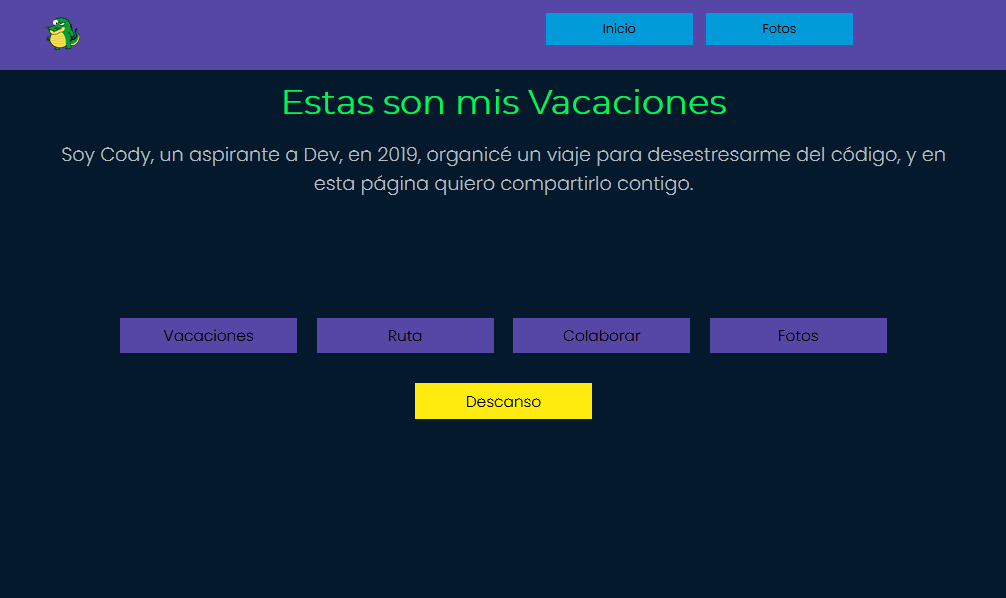 Inicio Fotos
Estas son mis Vacaciones
Soy Cody, un aspirante a Dev, en 2019, organicé un viaje para desestresarme del código, y en
esta página quiero compartirlo contigo.
Vacaciones Ruta Colaborar Fotos
Descanso